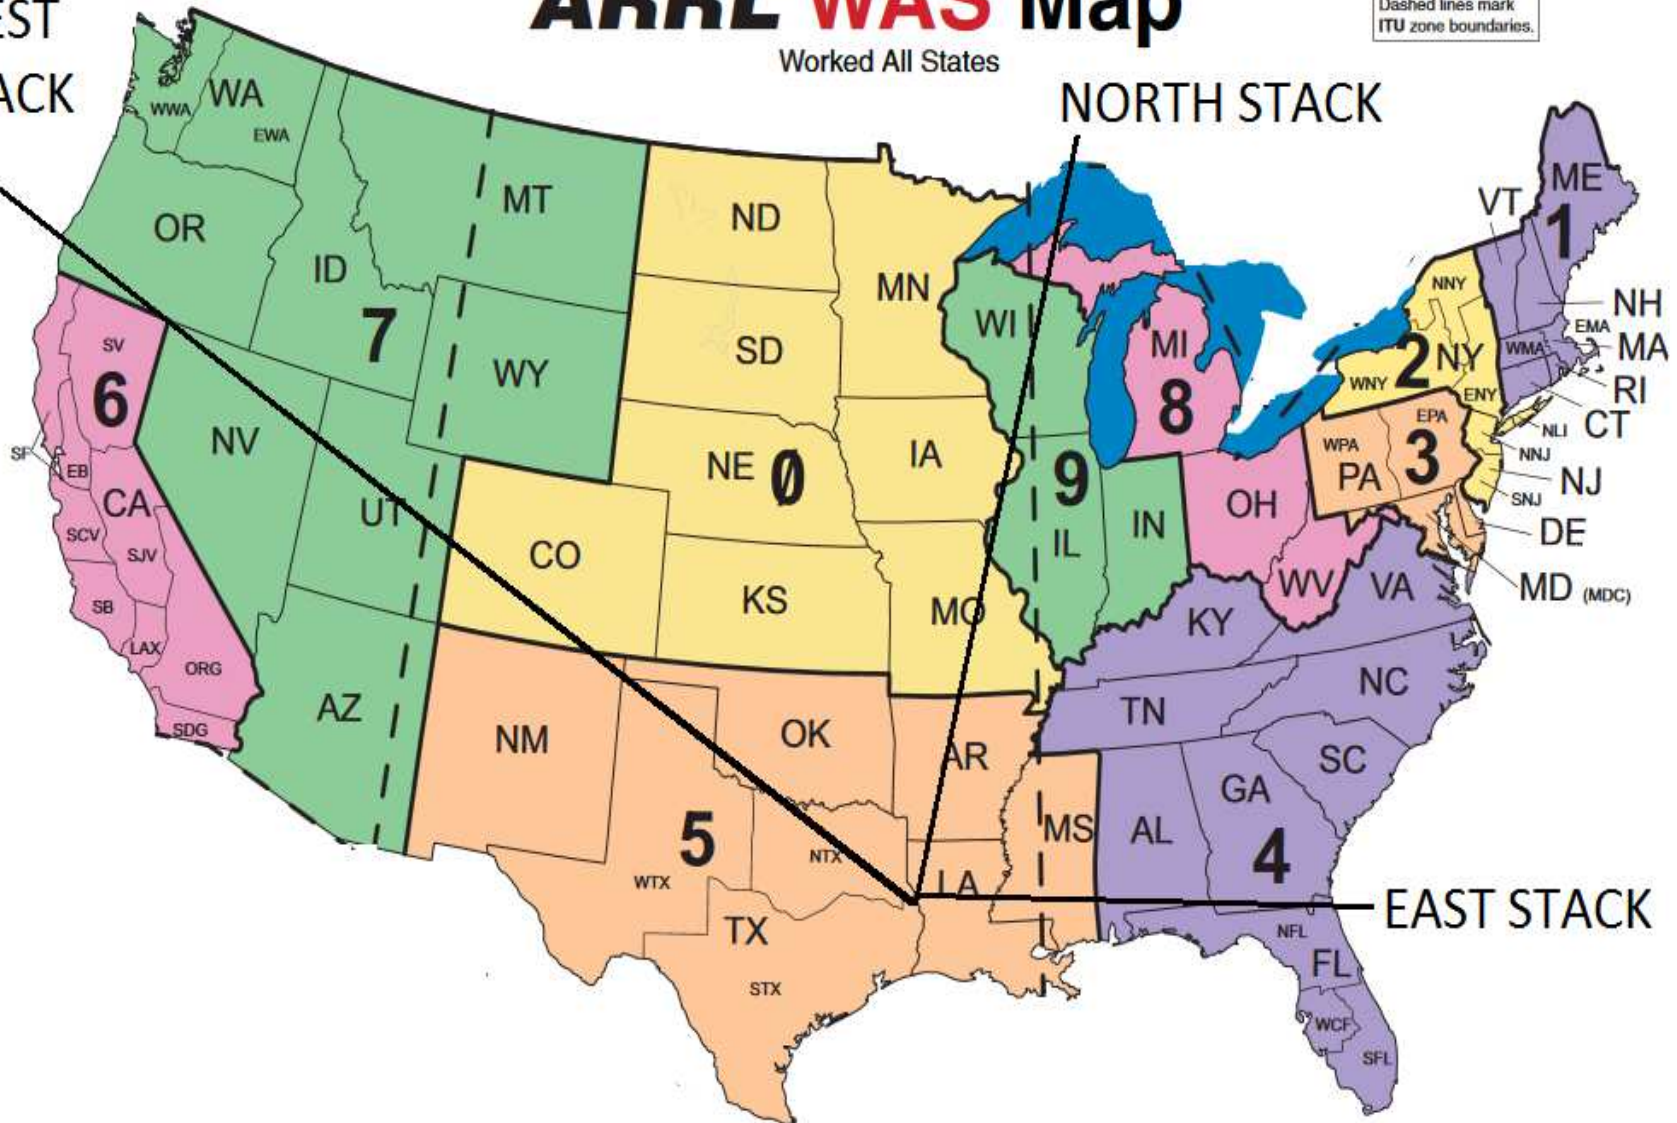 ARRL WAS Map
Worked All States
Dashed lines mark
ITU zone boundaries.
EST
ACK
NORTH STACK
EAST STACK
WWA
WA
EWA
OR
ID
MT
7
WY
NV
UT
AZ
SV
6
SF
EB
CA
SCV
SJV
SB
LAX
ORG
SDG
ND
MN
SD
NE
0
IA
CO
KS
MO
NM
OK
AR
5
NTX
WTX
TX
STX
LA
MS
WI
9
IL
IN
MI
8
OH
WV
KY
VA
TN
NC
SC
GA
AL
4
NFL
FL
WCF
SFL
ME
1
VT
NH
EMA
MA
WMA
RI
CT
NNY
2
NY
WNY
ENY
NLI
NNJ
NJ
SNJ
EPA
WPA
3
PA
DE
MD (MDC)